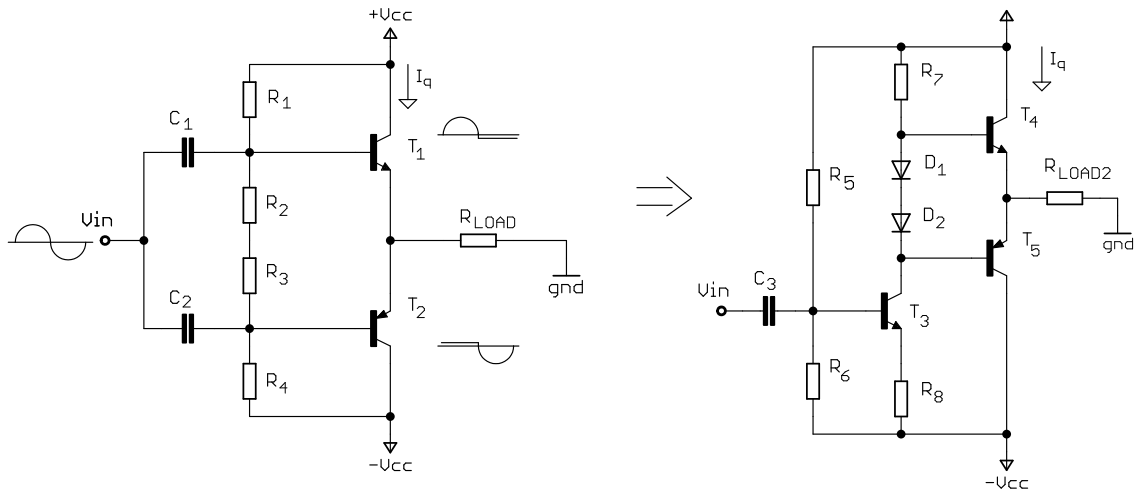 +Vcc
Iq
R1
C1
T1
R2
Vin
RLOAD
gnd
R3
C2
T2
R4
-Vcc
Iq
R7
T4
D1
R5
RLOAD2
D2
T5
gnd
Vin
C3
T3
R6
R8
-Vcc